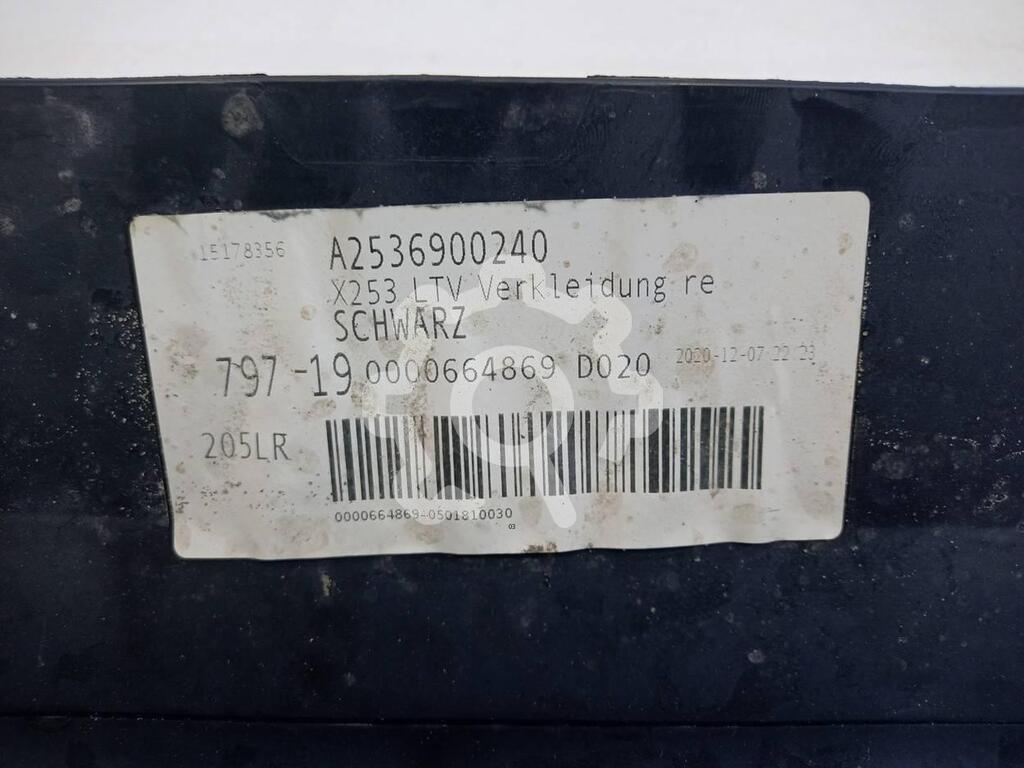 15178356 A2536900240
X253 LTV Verkleidung re
SCHWARZ
797-19 0000664869 D020 2020-12-07 22:23
205LR
0000664869-0501810030
03